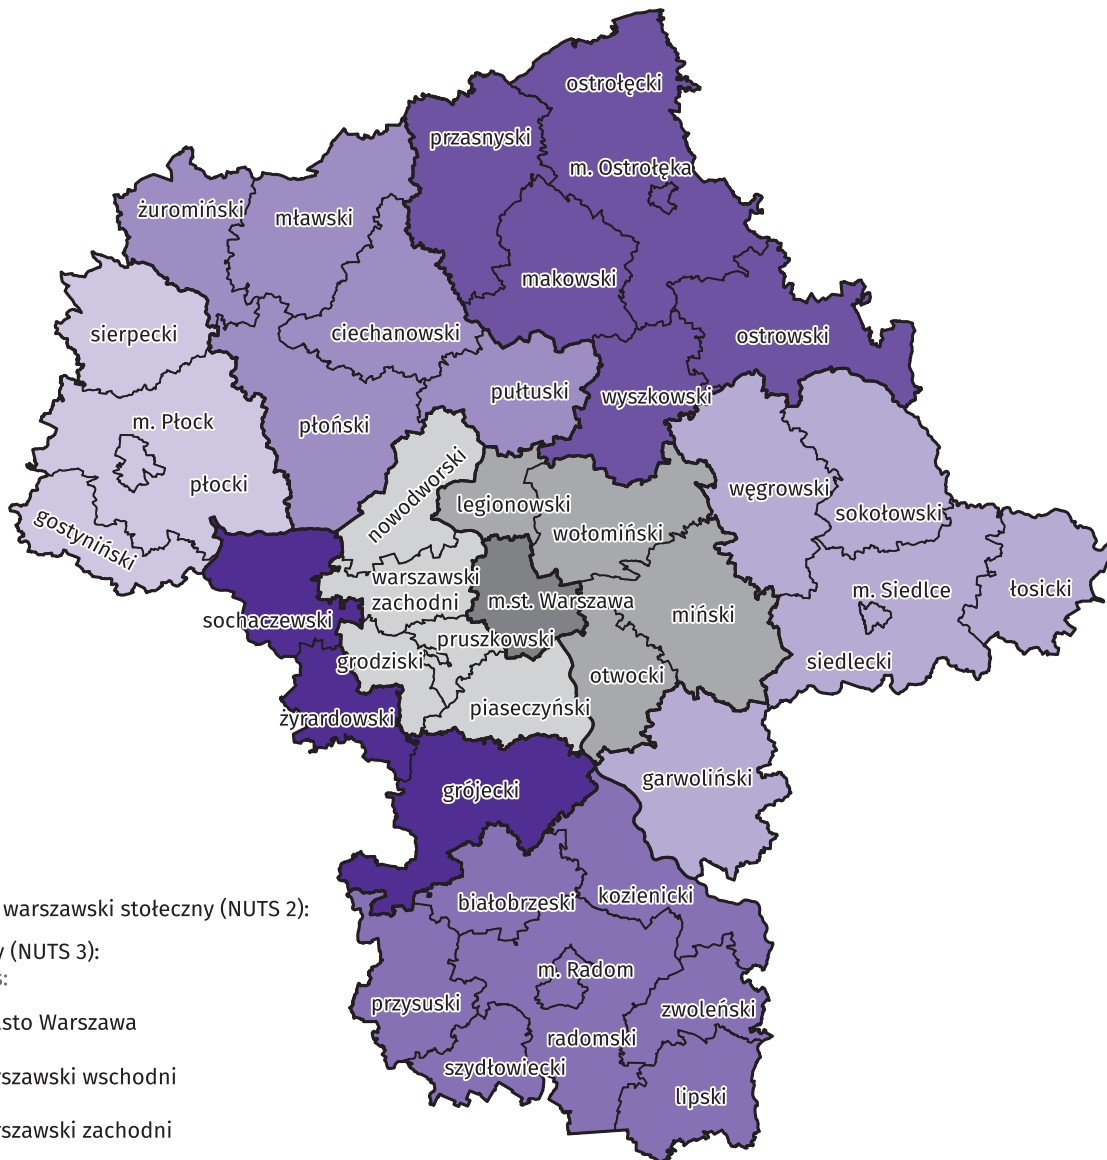 ostrołęcki
przasnyski
m. Ostrołęka
żuromiński
mławski
makowski
sierpecki
ciechanowski
ostrowski
pułtuski
wyszkowski
m. Płock
płoński
płocki
nowodworski
legionowski
węgrowski
sokołowski
gostyniński
wołomiński
warszawski
zachodni
m.st. Warszawa
m. Siedlce
łosicki
sochaczewski
miński
pruszkowski
grodziski
siedlecki
otwocki
żyrardowski
piaseczyński
garwoliński
grójecki
kozienicki
białobrzeski
warszawski stołeczny (NUTS 2):
y (NUTS 3):
s:
m. Radom
przysuski
zwoleński
asto Warszawa
radomski
szydłowiecki
rszawski wschodni
lipski
rszawski zachodni